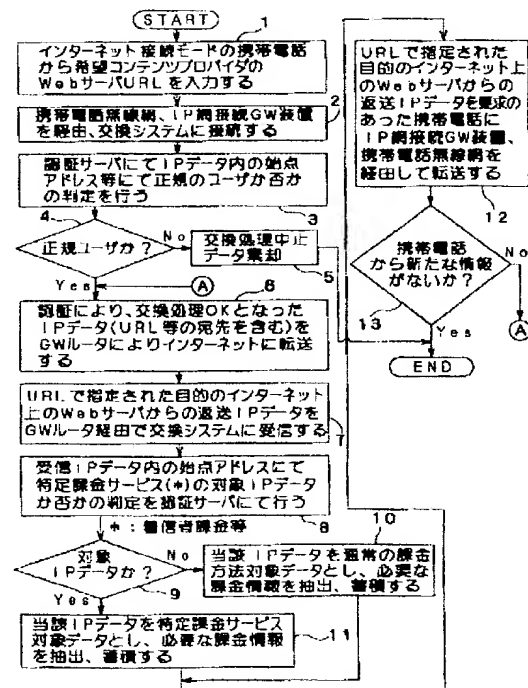 START
1
インターネット接続モードの携帯電話
から希望コンテンツプロバイダの
WebサーバURLを入力する
2
携帯電話無線網、IP網接続GW装置
を経由、交換システムに接続する
認証サーバにてIPデータ内の始点
アドレス等にて正規のユーザか否か
の判定を行う
3
4
正規ユーザか?
No
交換処理中止
データ棄却
5
Yes
A
6
認証により、交換処理OKとなった
IPデータ(URL等の宛先を含む)を
GWルータによりインターネットに転送
する
URLで指定された目的のインターネット
上のWebサーバからの返送IPデータを
GWルータ経由で交換システムに受信する
7
受信IPデータ内の始点アドレスにて
特定課金サービス(*)の対象IPデータ
か否かの判定を認証サーバにて行う
8
*:着信者課金等
対象
IPデータか?
9
No
10
当該IPデータを通常の課金
方法対象データとし、必要な
課金情報を抽出、蓄積する
Yes
当該IPデータを特定課金サービス
対象データとし、必要な課金情報
を抽出、蓄積する
11
URLで指定された
目的のインターネット上
のWebサーバからの
返送IPデータを要求の
あった携帯電話に
IP網接続GW装置、
携帯電話無線網を
経由して転送する
12
携帯電話
から新たな情報
がないか?
13
No
A
Yes
END